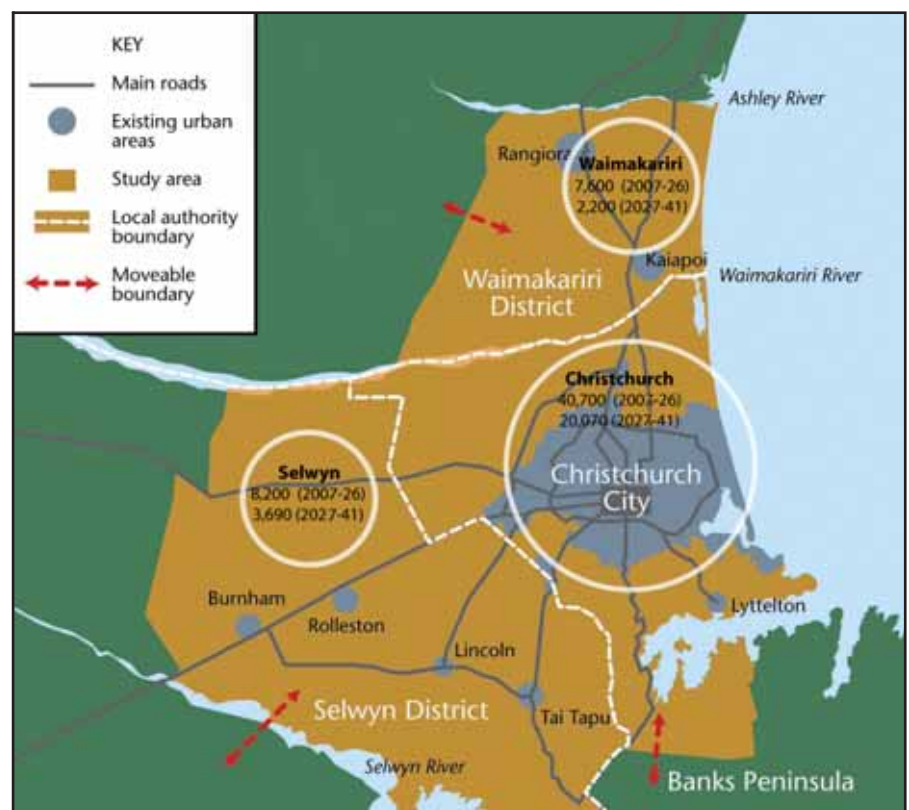 KEY
Main roads
Existing urban
areas
Study area
Local authority
boundary
Moveable
boundary
Ashley River
Rangiora
Waimakariri
7,600 (2007-26)
2,200 (2027-41)
Kaiapoi
Waimakariri River
Waimakariri
District
Christchurch
40,700 (2007-26)
20,070 (2027-41)
Christchurch
City
Selwyn
8,200 (2007-26)
3,690 (2027-41)
Burnham
Rolleston
Lyttelton
Lincoln
Selwyn District
Tai Tapu
Selwyn River
Banks Peninsula